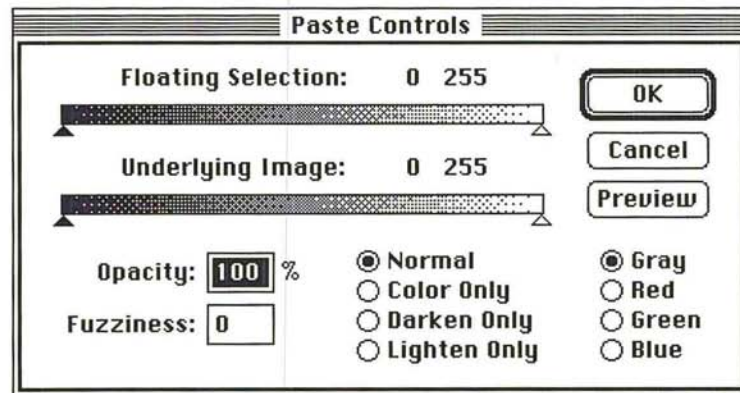 Paste Controls
Floating Selection: 0 255
OK
Underlying Image: 0 255
Cancel
Preview
Opacity: 100 %
Fuzziness: 0
Normal
Color Only
Darken Only
Lighten Only
Gray
Red
Green
Blue